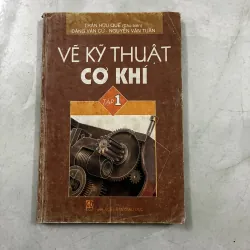 TRẦN HỮU QUẾ (Chủ biên)
ĐẶNG VĂN CỨ - NGUYỄN VĂN TUẤN
VẼ KỸ THUẬT
CƠ KHÍ
TẬP 1